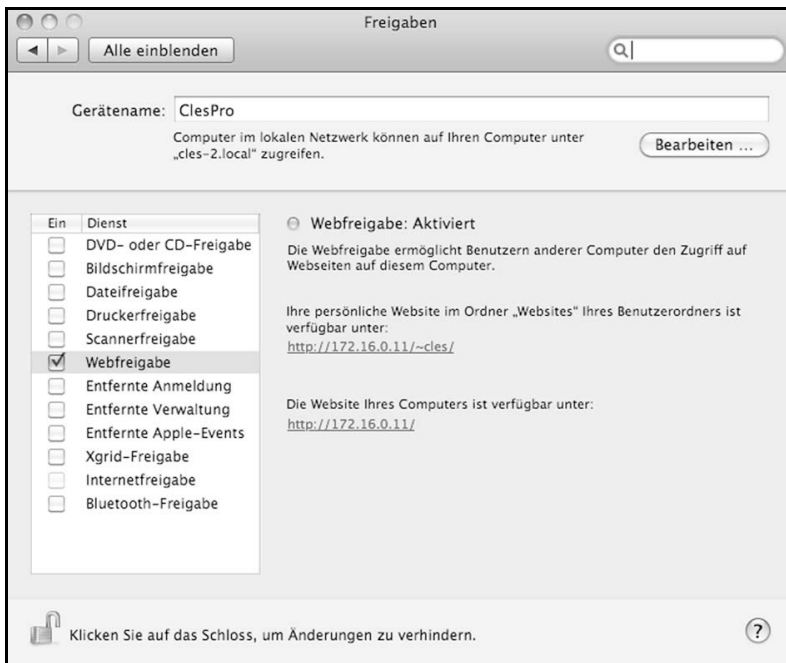 Freigaben
Alle einblenden
Gerätename: ClesPro
Computer im lokalen Netzwerk können auf Ihren Computer unter
„cles-2.local“ zugreifen.
Bearbeiten ...
Ein Dienst
DVD- oder CD-Freigabe
Bildschirmfreigabe
Dateifreigabe
Druckerfreigabe
Scannerfreigabe
Webfreigabe
Entfernte Anmeldung
Entfernte Verwaltung
Entfernte Apple-Events
Xgrid-Freigabe
Internetfreigabe
Bluetooth-Freigabe
Webfreigabe: Aktiviert
Die Webfreigabe ermöglicht Benutzern anderer Computer den Zugriff auf
Webseiten auf diesem Computer.
Ihre persönliche Website im Ordner „Websites“ Ihres Benutzerordners ist
verfügbar unter:
http://172.16.0.11/~cles/
Die Website Ihres Computers ist verfügbar unter:
http://172.16.0.11/
Klicken Sie auf das Schloss, um Änderungen zu verhindern.
?